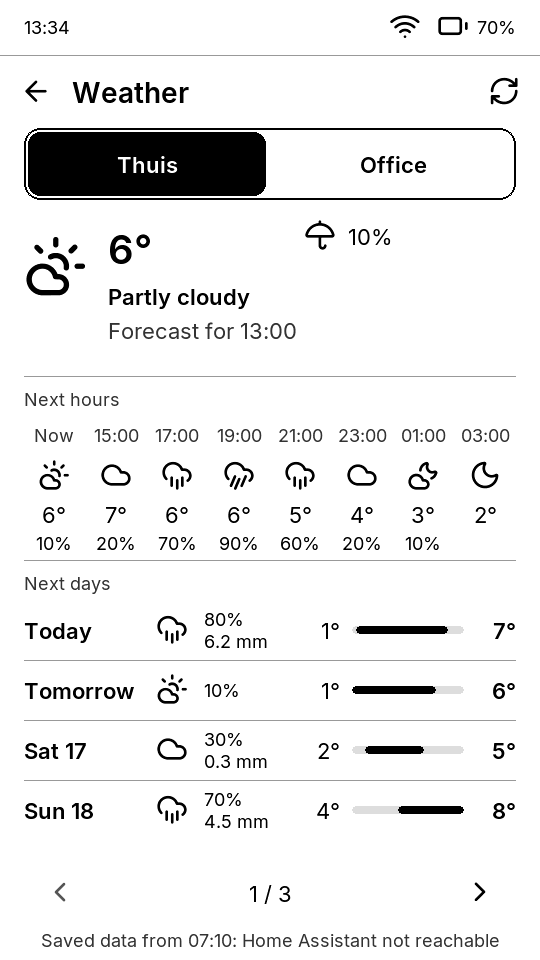 13:34 70%
Weather
Thuis Office
6° 10%
Partly cloudy
Forecast for 13:00
Next hours
Now 15:00 17:00 19:00 21:00 23:00 01:00 03:00
6° 7° 6° 6° 5° 4° 3° 2°
10% 20% 70% 90% 60% 20% 10%
Next days
Today 80% 6.2 mm 1° 7°
Tomorrow 10% 1° 6°
Sat 17 30% 0.3 mm 2° 5°
Sun 18 70% 4.5 mm 4° 8°
1 / 3
Saved data from 07:10: Home Assistant not reachable